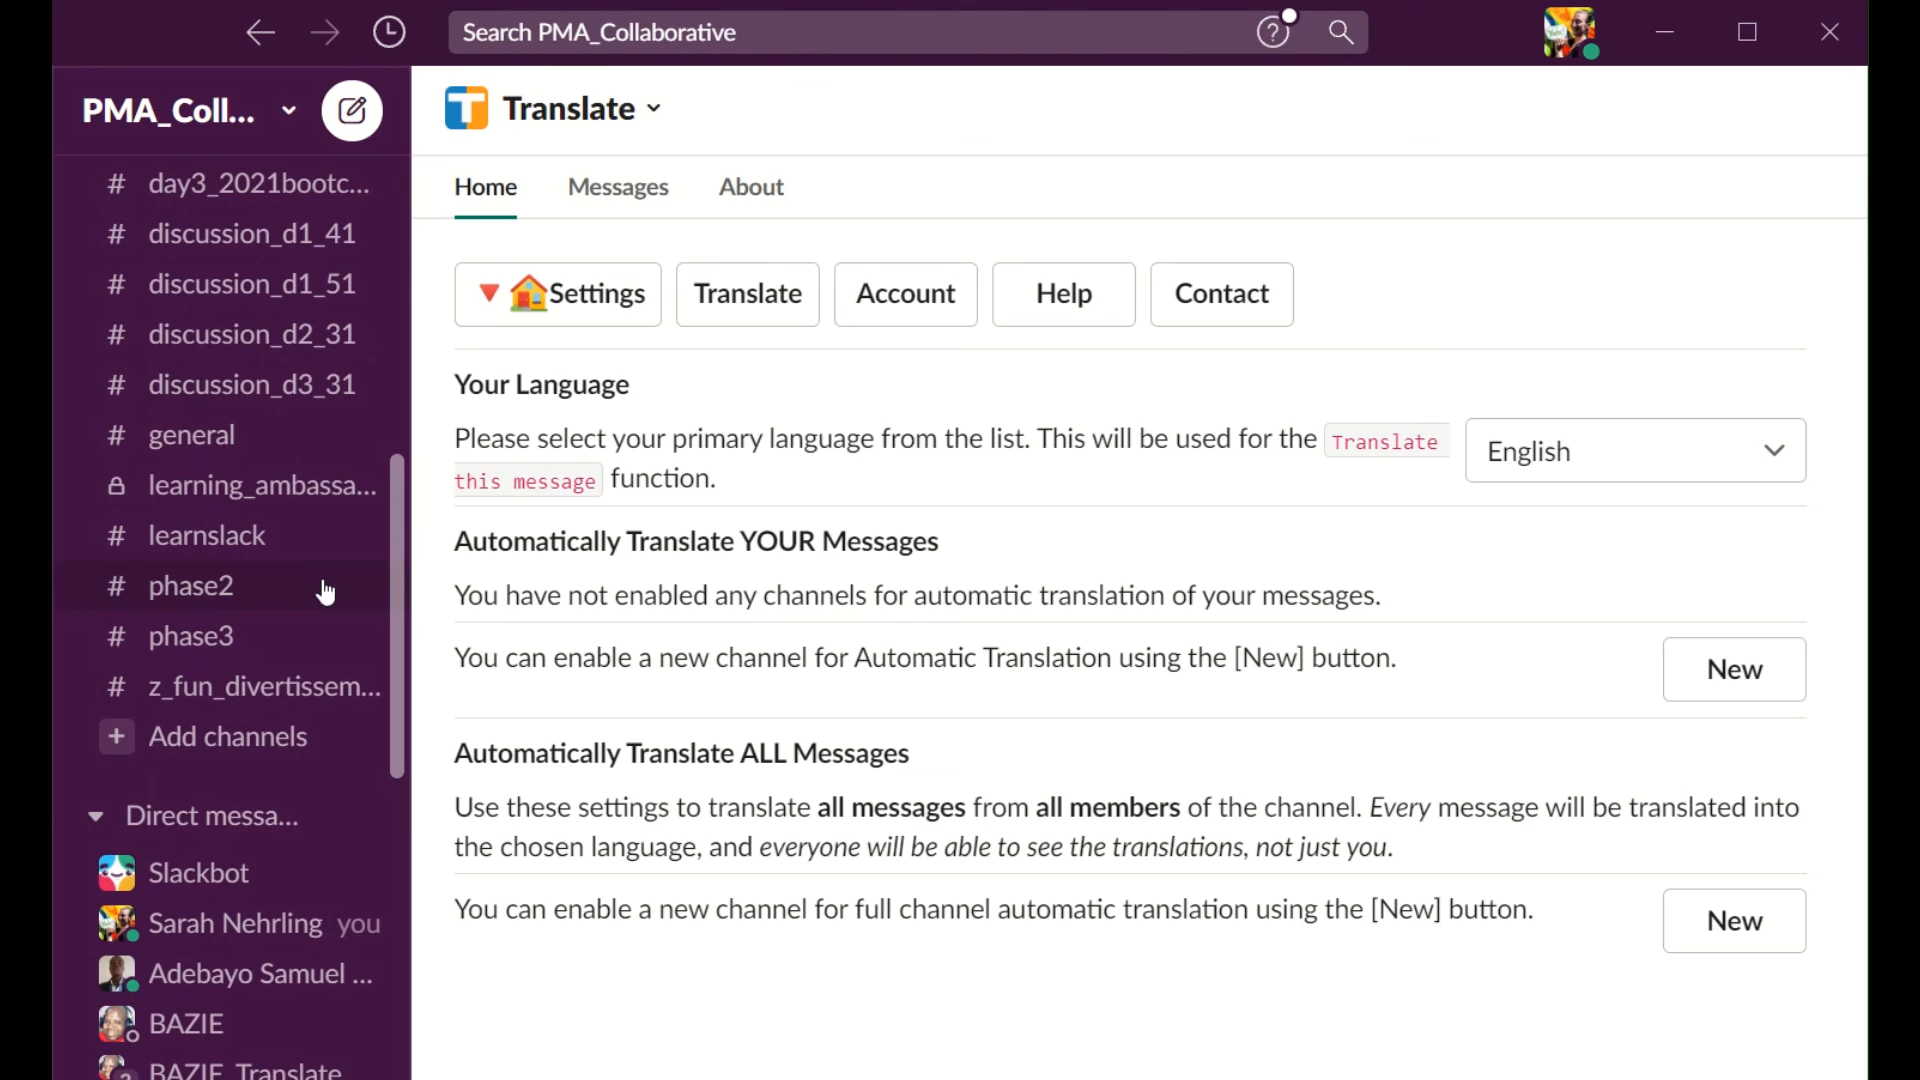 Search PMA_Collaborative
PMA_Coll...
# day3_2021bootc...
# discussion_d1_41
# discussion_d1_51
# discussion_d2_31
# discussion_d3_31
# general
learning_ambassa...
# learnslack
# phase2
# phase3
# z_fun_divertissem...
+ Add channels
Direct messa...
Slackbot
Sarah Nehrling you
Adebayo Samuel ...
BAZIE
BAZIE, Translate
Translate
Home Messages About
Settings Translate Account Help Contact
Your Language
Please select your primary language from the list. This will be used for the Translate
this message function.
English
Automatically Translate YOUR Messages
You have not enabled any channels for automatic translation of your messages.
You can enable a new channel for Automatic Translation using the [New] button.
New
Automatically Translate ALL Messages
Use these settings to translate all messages from all members of the channel. Every message will be translated into
the chosen language, and everyone will be able to see the translations, not just you.
You can enable a new channel for full channel automatic translation using the [New] button.
New